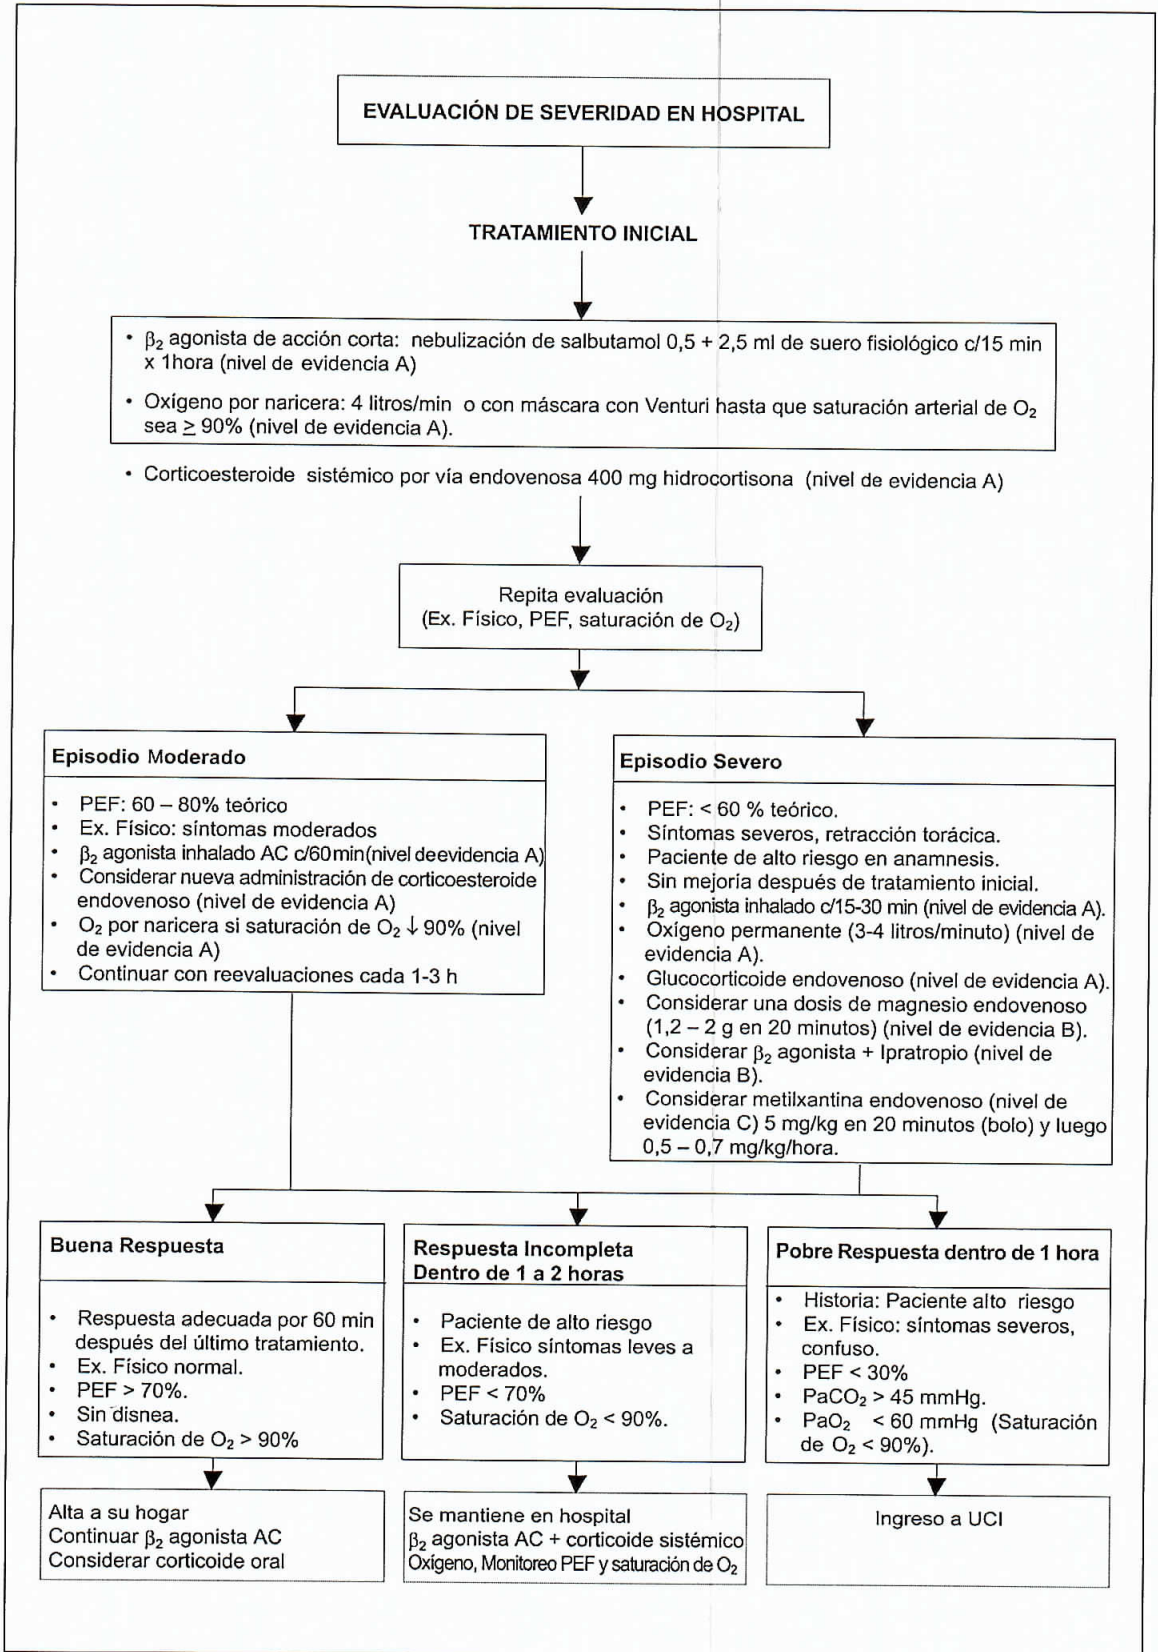 EVALUACIÓN DE SEVERIDAD EN HOSPITAL
TRATAMIENTO INICIAL
• β₂ agonista de acción corta: nebulización de salbutamol 0,5 + 2,5 ml de suero fisiológico c/15 min
x 1hora (nivel de evidencia A)
• Oxígeno por naricera: 4 litros/min o con máscara con Venturi hasta que saturación arterial de O₂
sea ≥ 90% (nivel de evidencia A).
• Corticoesteroide sistémico por vía endovenosa 400 mg hidrocortisona (nivel de evidencia A)
Repita evaluación
(Ex. Físico, PEF, saturación de O₂)
Episodio Moderado
• PEF: 60 – 80% teórico
• Ex. Físico: síntomas moderados
• β₂ agonista inhalado AC c/60 min (nivel de evidencia A)
• Considerar nueva administración de corticoesteroide
endovenoso (nivel de evidencia A)
• O₂ por naricera si saturación de O₂ ↓ 90% (nivel
de evidencia A)
• Continuar con reevaluaciones cada 1-3 h
Episodio Severo
• PEF: < 60 % teórico.
• Síntomas severos, retracción torácica.
• Paciente de alto riesgo en anamnesis.
• Sin mejoría después de tratamiento inicial.
• β₂ agonista inhalado c/15-30 min (nivel de evidencia A).
• Oxígeno permanente (3-4 litros/minuto) (nivel de
evidencia A).
• Glucocorticoide endovenoso (nivel de evidencia A).
• Considerar una dosis de magnesio endovenoso
(1,2 – 2 g en 20 minutos) (nivel de evidencia B).
• Considerar β₂ agonista + Ipratropio (nivel de
evidencia B).
• Considerar metilxantina endovenoso (nivel de
evidencia C) 5 mg/kg en 20 minutos (bolo) y luego
0,5 – 0,7 mg/kg/hora.
Buena Respuesta
• Respuesta adecuada por 60 min
después del último tratamiento.
• Ex. Físico normal.
• PEF > 70%.
• Sin disnea.
• Saturación de O₂ > 90%
Respuesta Incompleta
Dentro de 1 a 2 horas
• Paciente de alto riesgo
• Ex. Físico síntomas leves a
moderados.
• PEF < 70%
• Saturación de O₂ < 90%.
Pobre Respuesta dentro de 1 hora
• Historia: Paciente alto riesgo
• Ex. Físico: síntomas severos,
confuso.
• PEF < 30%
• PaCO₂ > 45 mmHg.
• PaO₂ < 60 mmHg (Saturación
de O₂ < 90%).
Alta a su hogar
Continuar β₂ agonista AC
Considerar corticoide oral
Se mantiene en hospital
β₂ agonista AC + corticoide sistémico
Oxígeno, Monitoreo PEF y saturación de O₂
Ingreso a UCI